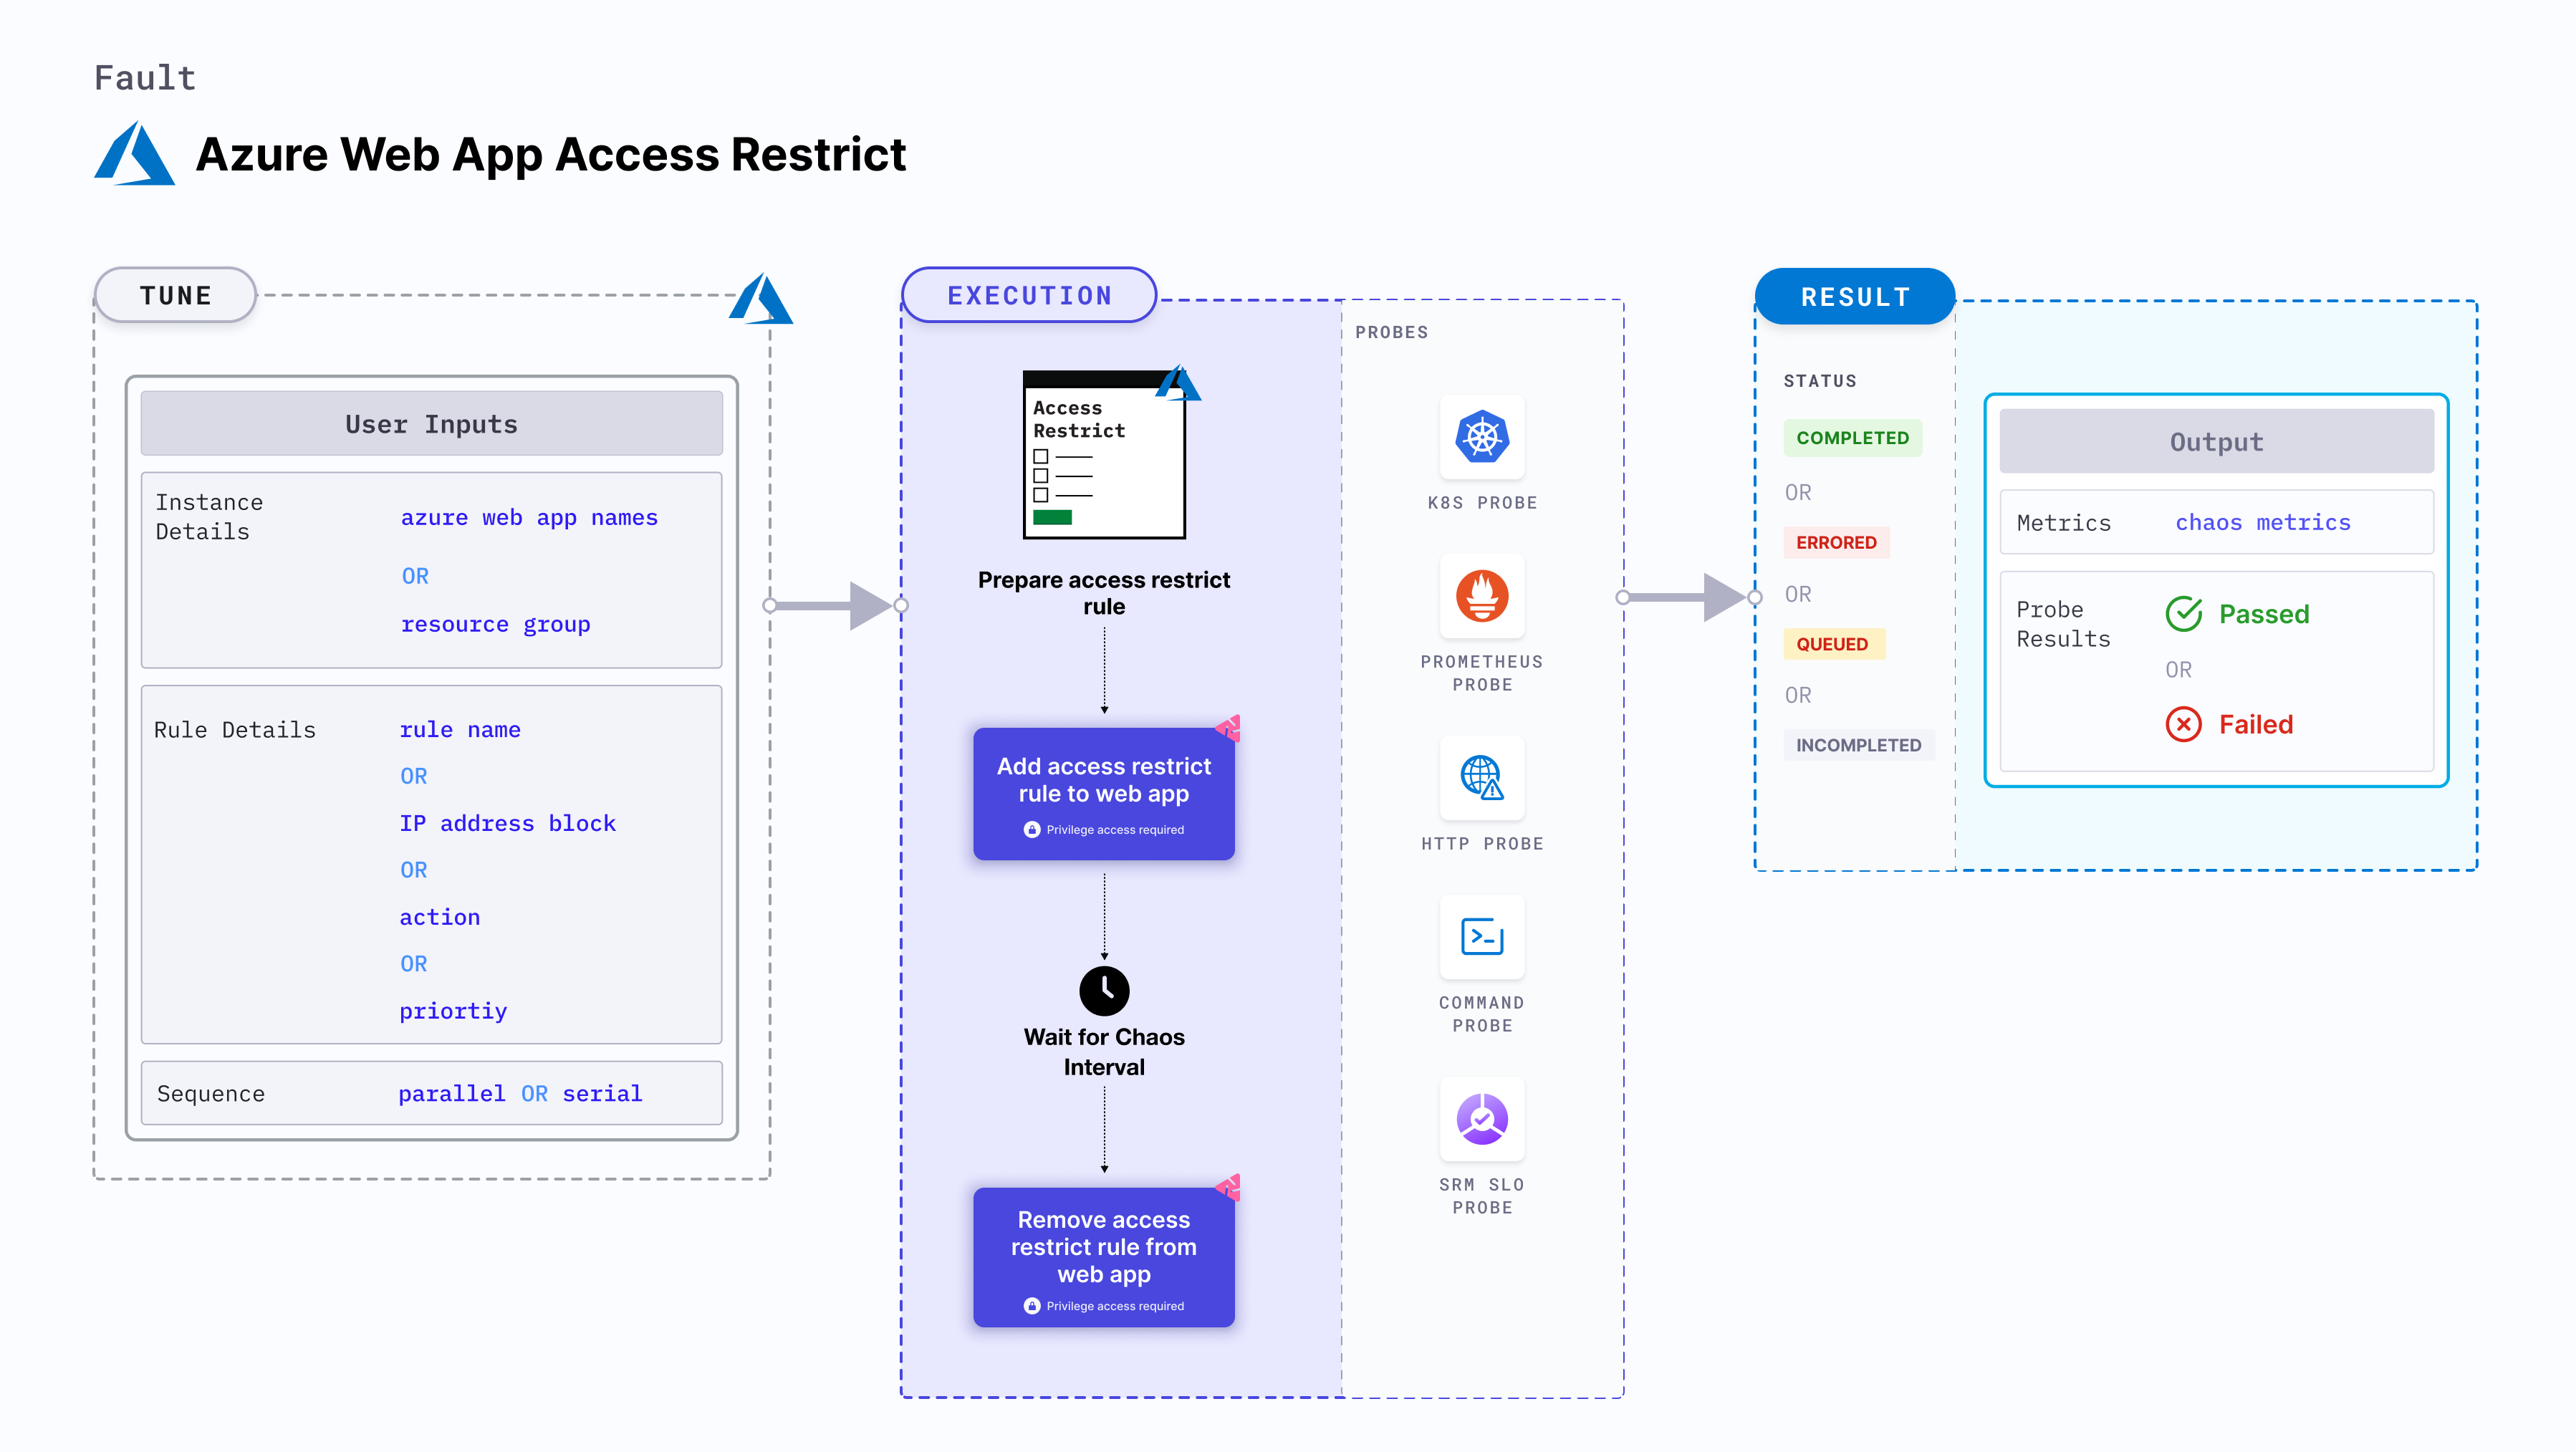 Fault
Azure Web App Access Restrict
TUNE
User Inputs
Instance
Details
azure web app names
OR
resource group
Rule Details
rule name
OR
IP address block
OR
action
OR
priortiy
Sequence
parallel OR serial
EXECUTION
Access
Restrict
Prepare access restrict
rule
Add access restrict
rule to web app
Privilege access required
Wait for Chaos
Interval
Remove access
restrict rule from
web app
Privilege access required
PROBES
K8S PROBE
PROMETHEUS
PROBE
HTTP PROBE
COMMAND
PROBE
SRM SLO
PROBE
RESULT
STATUS
COMPLETED
OR
ERRORED
OR
QUEUED
OR
INCOMPLETED
Output
Metrics
chaos metrics
Probe
Results
Passed
OR
Failed